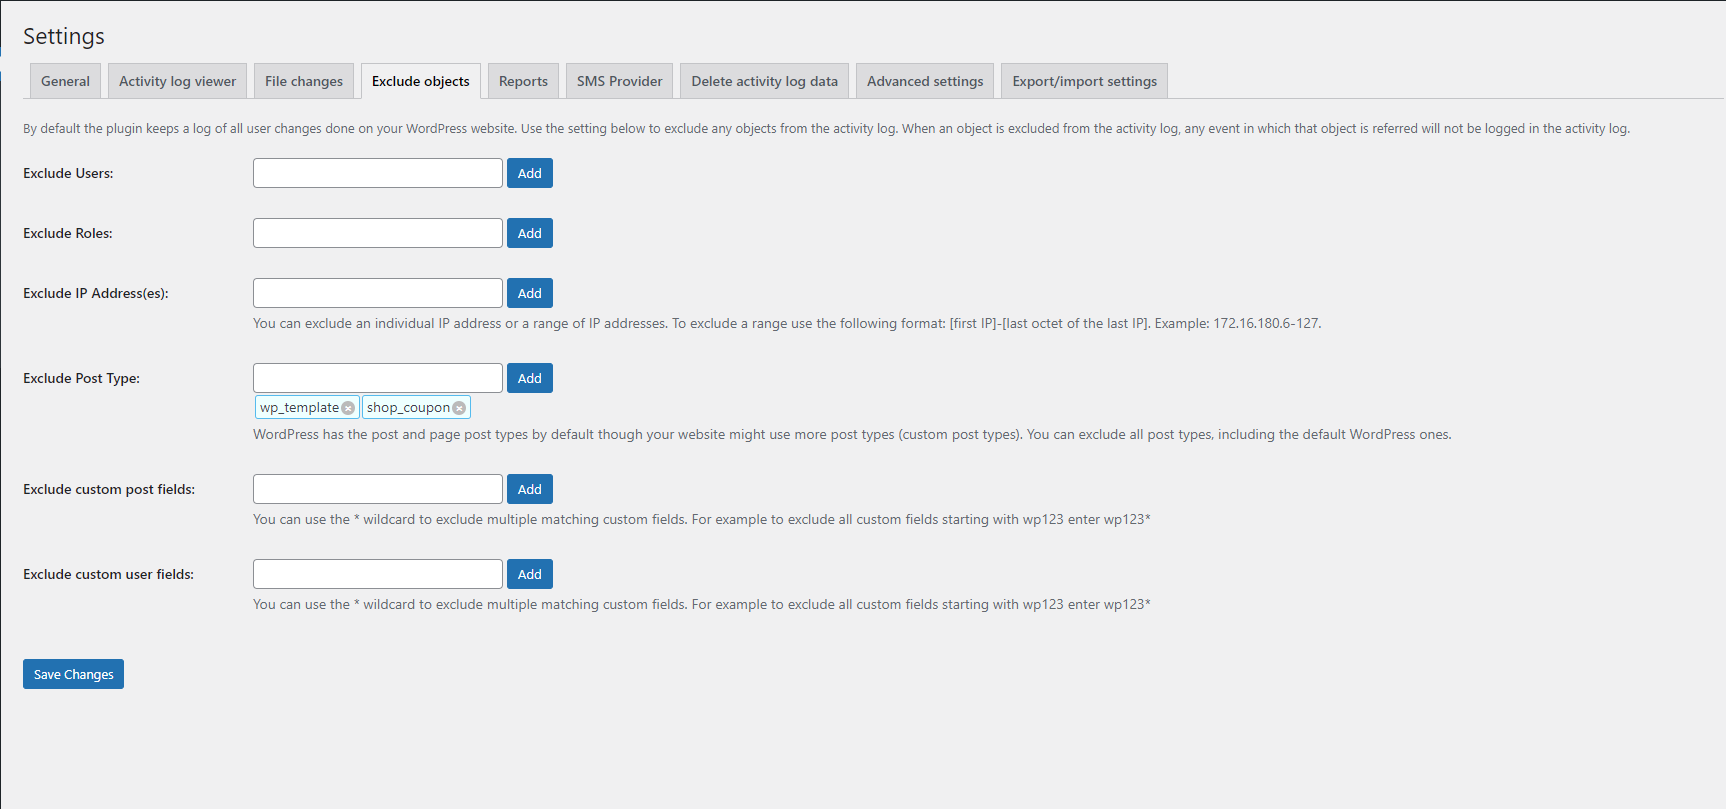 Settings
General Activity log viewer File changes Exclude objects Reports SMS Provider Delete activity log data Advanced settings Export/import settings
By default the plugin keeps a log of all user changes done on your WordPress website. Use the setting below to exclude any objects from the activity log. When an object is excluded from the activity log, any event in which that object is referred will not be logged in the activity log.
Exclude Users: Add
Exclude Roles: Add
Exclude IP Address(es): Add
You can exclude an individual IP address or a range of IP addresses. To exclude a range use the following format: [first IP]-[last octet of the last IP]. Example: 172.16.180.6-127.
Exclude Post Type: Add
wp_template shop_coupon
WordPress has the post and page post types by default though your website might use more post types (custom post types). You can exclude all post types, including the default WordPress ones.
Exclude custom post fields: Add
You can use the * wildcard to exclude multiple matching custom fields. For example to exclude all custom fields starting with wp123 enter wp123*
Exclude custom user fields: Add
You can use the * wildcard to exclude multiple matching custom fields. For example to exclude all custom fields starting with wp123 enter wp123*
Save Changes